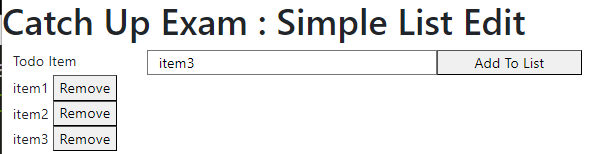 Catch Up Exam : Simple List Edit
Todo Item item3 Add To List
item1 Remove
item2 Remove
item3 Remove